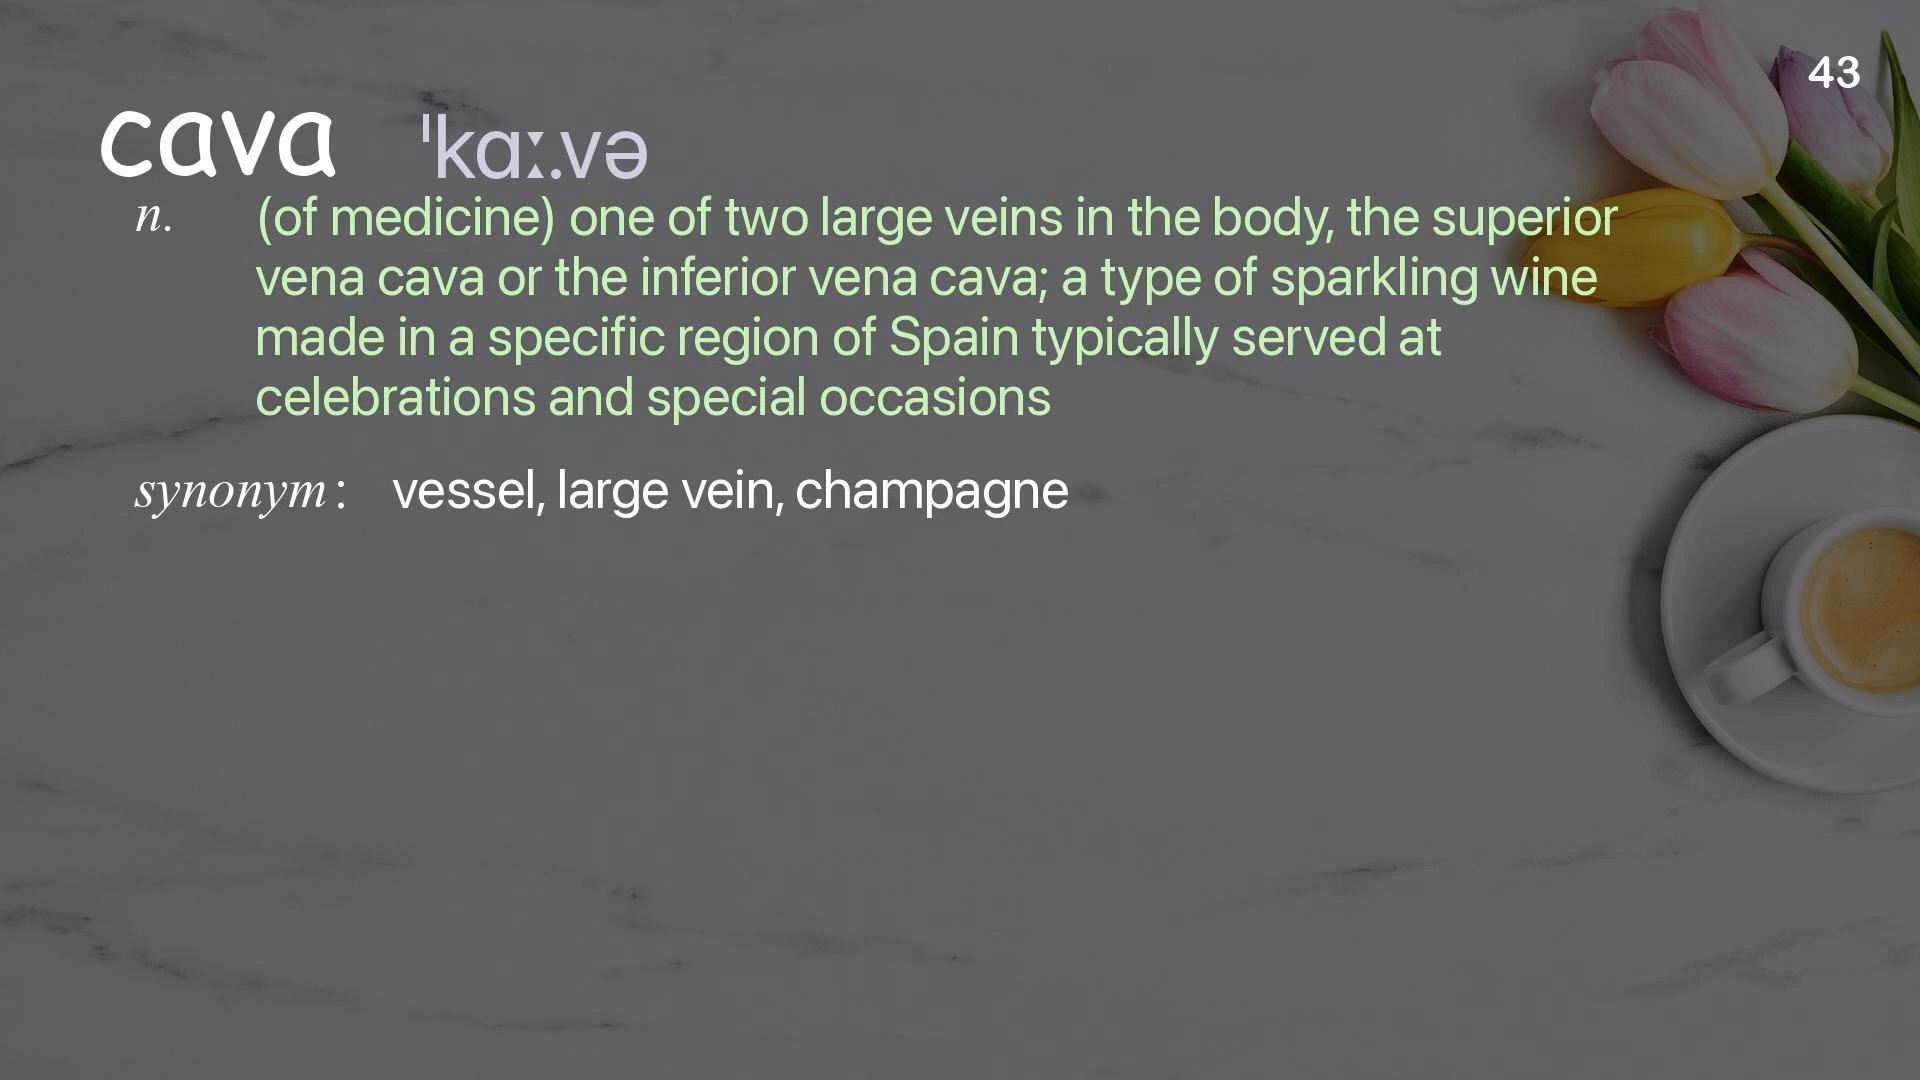 43
cava ˈkɑː.və
n. (of medicine) one of two large veins in the body, the superior
vena cava or the inferior vena cava; a type of sparkling wine
made in a specific region of Spain typically served at
celebrations and special occasions
synonym : vessel, large vein, champagne